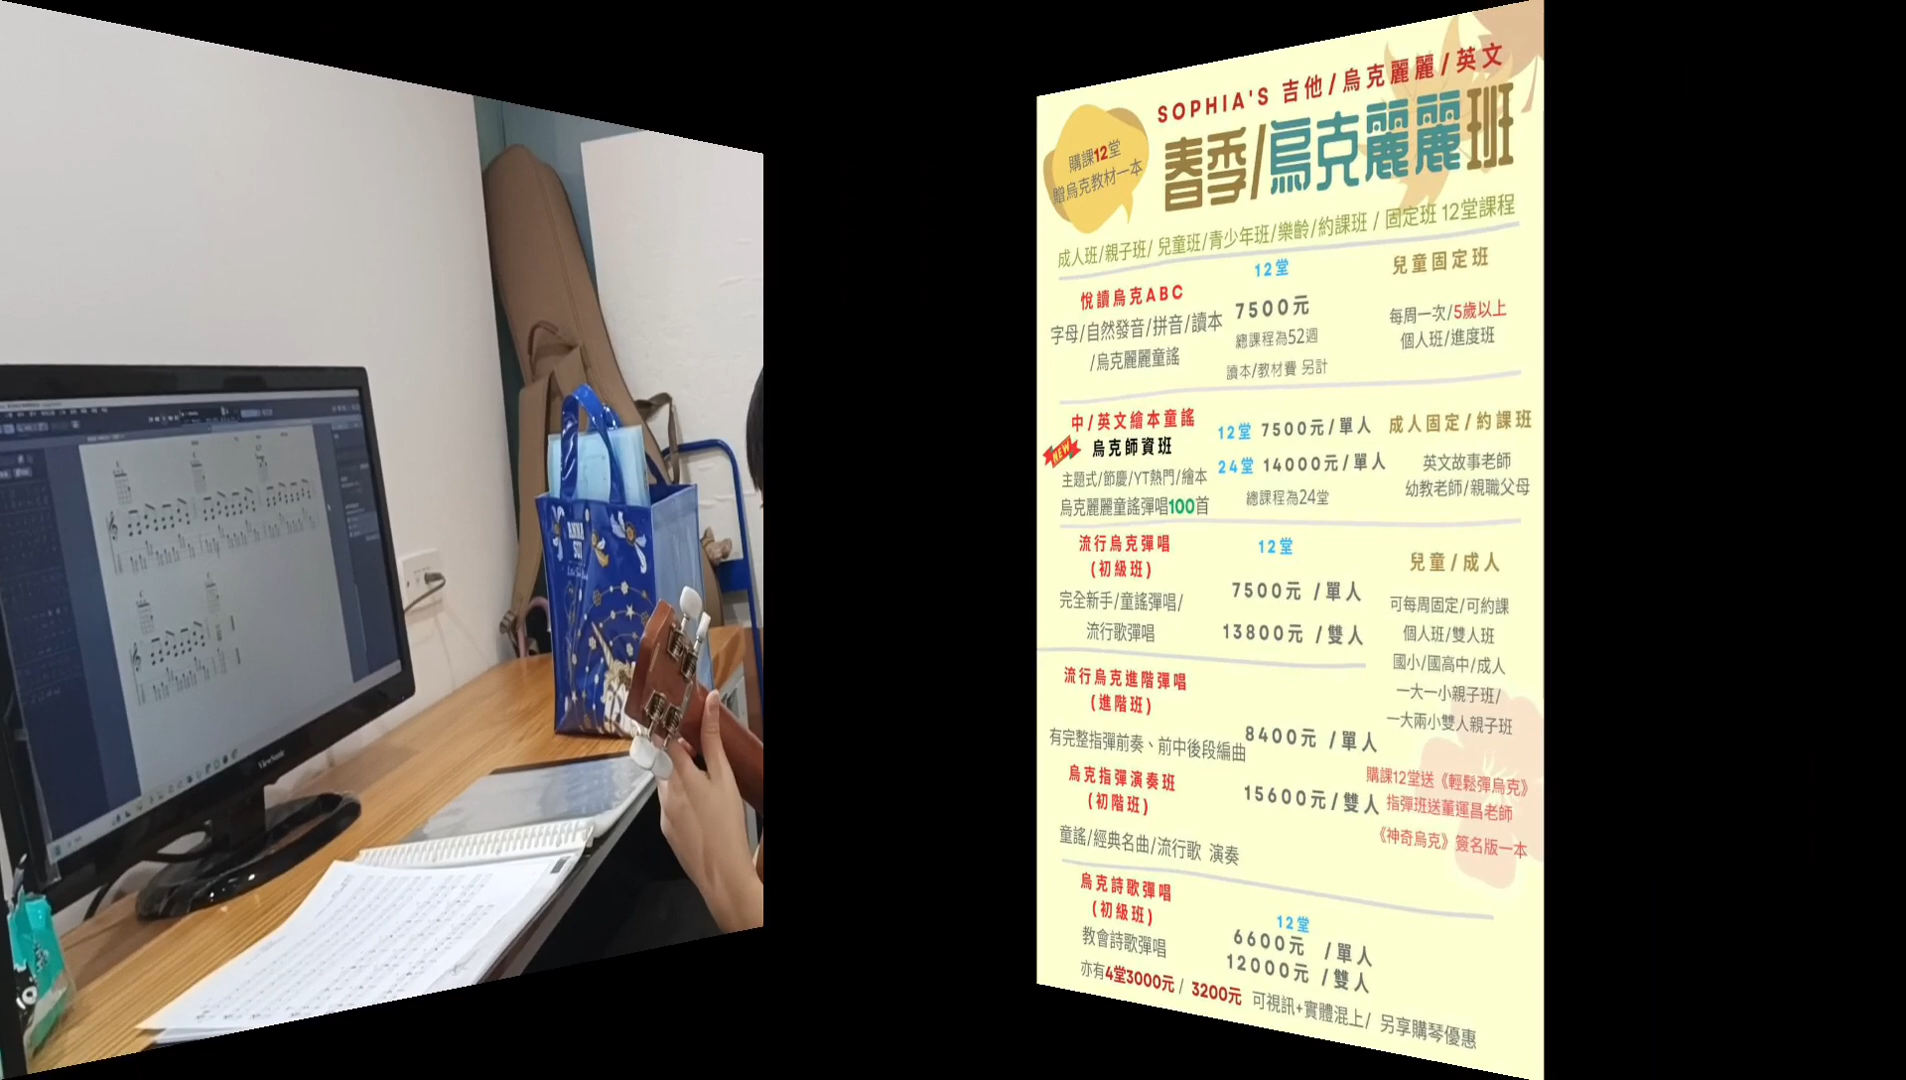 ViewSonic
ANNA
SUI
SOPHIA'S 吉他/烏克麗麗/英文
購課12堂
贈烏克教材一本
春季/烏克麗麗班
成人班/親子班/ 兒童班/青少年班/樂齡/約課班 / 固定班 12堂課程
悅讀烏克ABC
字母/自然發音/拼音/讀本
/烏克麗麗童謠
12堂
7500元
總課程為52週
讀本/教材費 另計
兒童固定班
每周一次/5歲以上
個人班/進度班
中/英文繪本童謠
NEW
烏克師資班
主題式/節慶/YT熱門/繪本
烏克麗麗童謠彈唱100首
12堂 7500元/單人
24堂 14000元/單人
總課程為24堂
成人固定/約課班
英文故事老師
幼教老師/親職父母
流行烏克彈唱
(初級班)
完全新手/童謠彈唱/
流行歌彈唱
12堂
7500元 /單人
13800元 /雙人
兒童/成人
可每周固定/可約課
個人班/雙人班
國小/國高中/成人
一大一小親子班/
一大兩小雙人親子班
流行烏克進階彈唱
(進階班)
有完整指彈前奏、前中後段編曲
烏克指彈演奏班
(初階班)
童謠/經典名曲/流行歌 演奏
8400元 /單人
15600元/雙人
購課12堂送《輕鬆彈烏克》
指彈班送董運昌老師
《神奇烏克》簽名版一本
烏克詩歌彈唱
(初級班)
教會詩歌彈唱
12堂
6600元 /單人
12000元 /雙人
亦有4堂3000元/ 3200元 可視訊+實體混上/ 另享購琴優惠